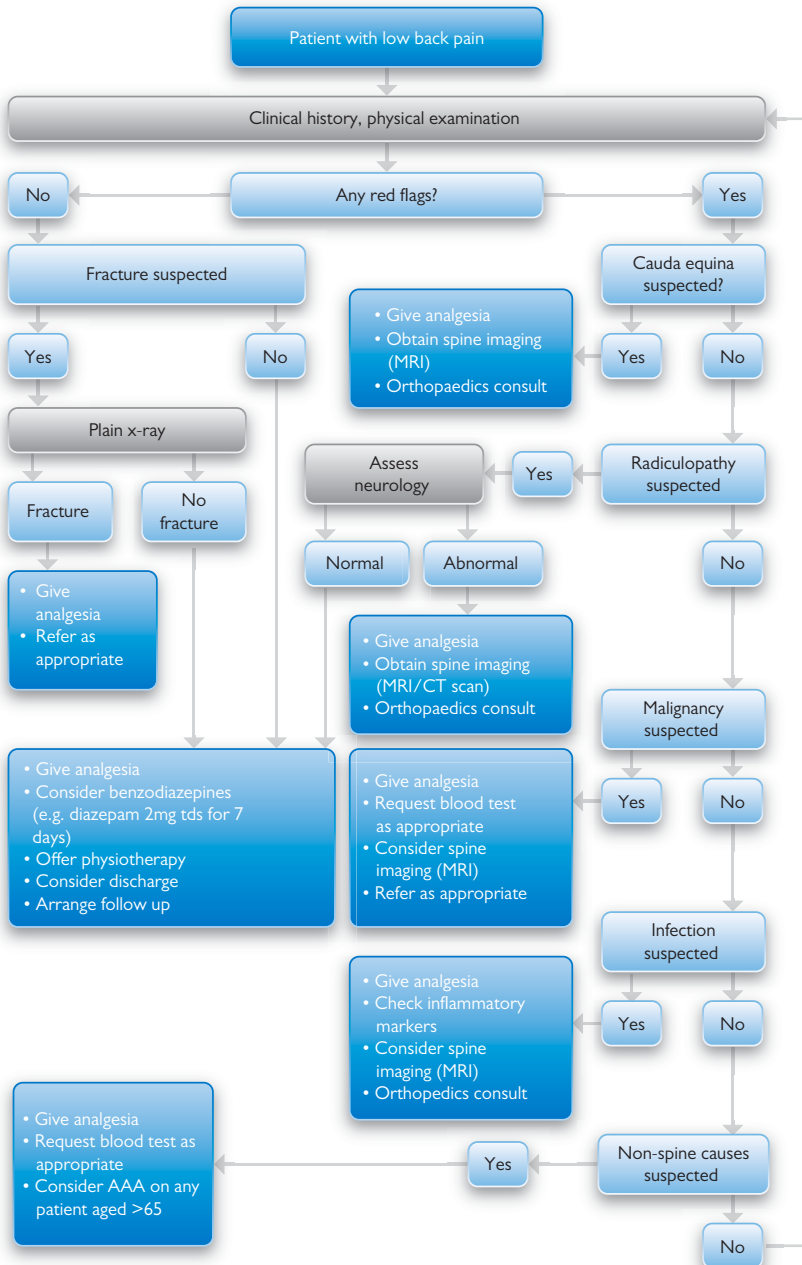 Patient with low back pain
Clinical history, physical examination
No
Any red flags?
Yes
Fracture suspected
Cauda equina
suspected?
• Give analgesia
• Obtain spine imaging
(MRI)
• Orthopaedics consult
Yes
No
Yes
No
Plain x-ray
Assess
neurology
Yes
Radiculopathy
suspected
Fracture
No
fracture
Normal
Abnormal
No
• Give
analgesia
• Refer as
appropriate
• Give analgesia
• Obtain spine imaging
(MRI/CT scan)
• Orthopaedics consult
Malignancy
suspected
• Give analgesia
• Consider benzodiazepines
(e.g. diazepam 2mg tds for 7
days)
• Offer physiotherapy
• Consider discharge
• Arrange follow up
• Give analgesia
• Request blood test
as appropriate
• Consider spine
imaging (MRI)
• Refer as appropriate
Yes
No
Infection
suspected
• Give analgesia
• Check inflammatory
markers
• Consider spine
imaging (MRI)
• Orthopedics consult
Yes
No
• Give analgesia
• Request blood test as
appropriate
• Consider AAA on any
patient aged >65
Yes
Non-spine causes
suspected
No